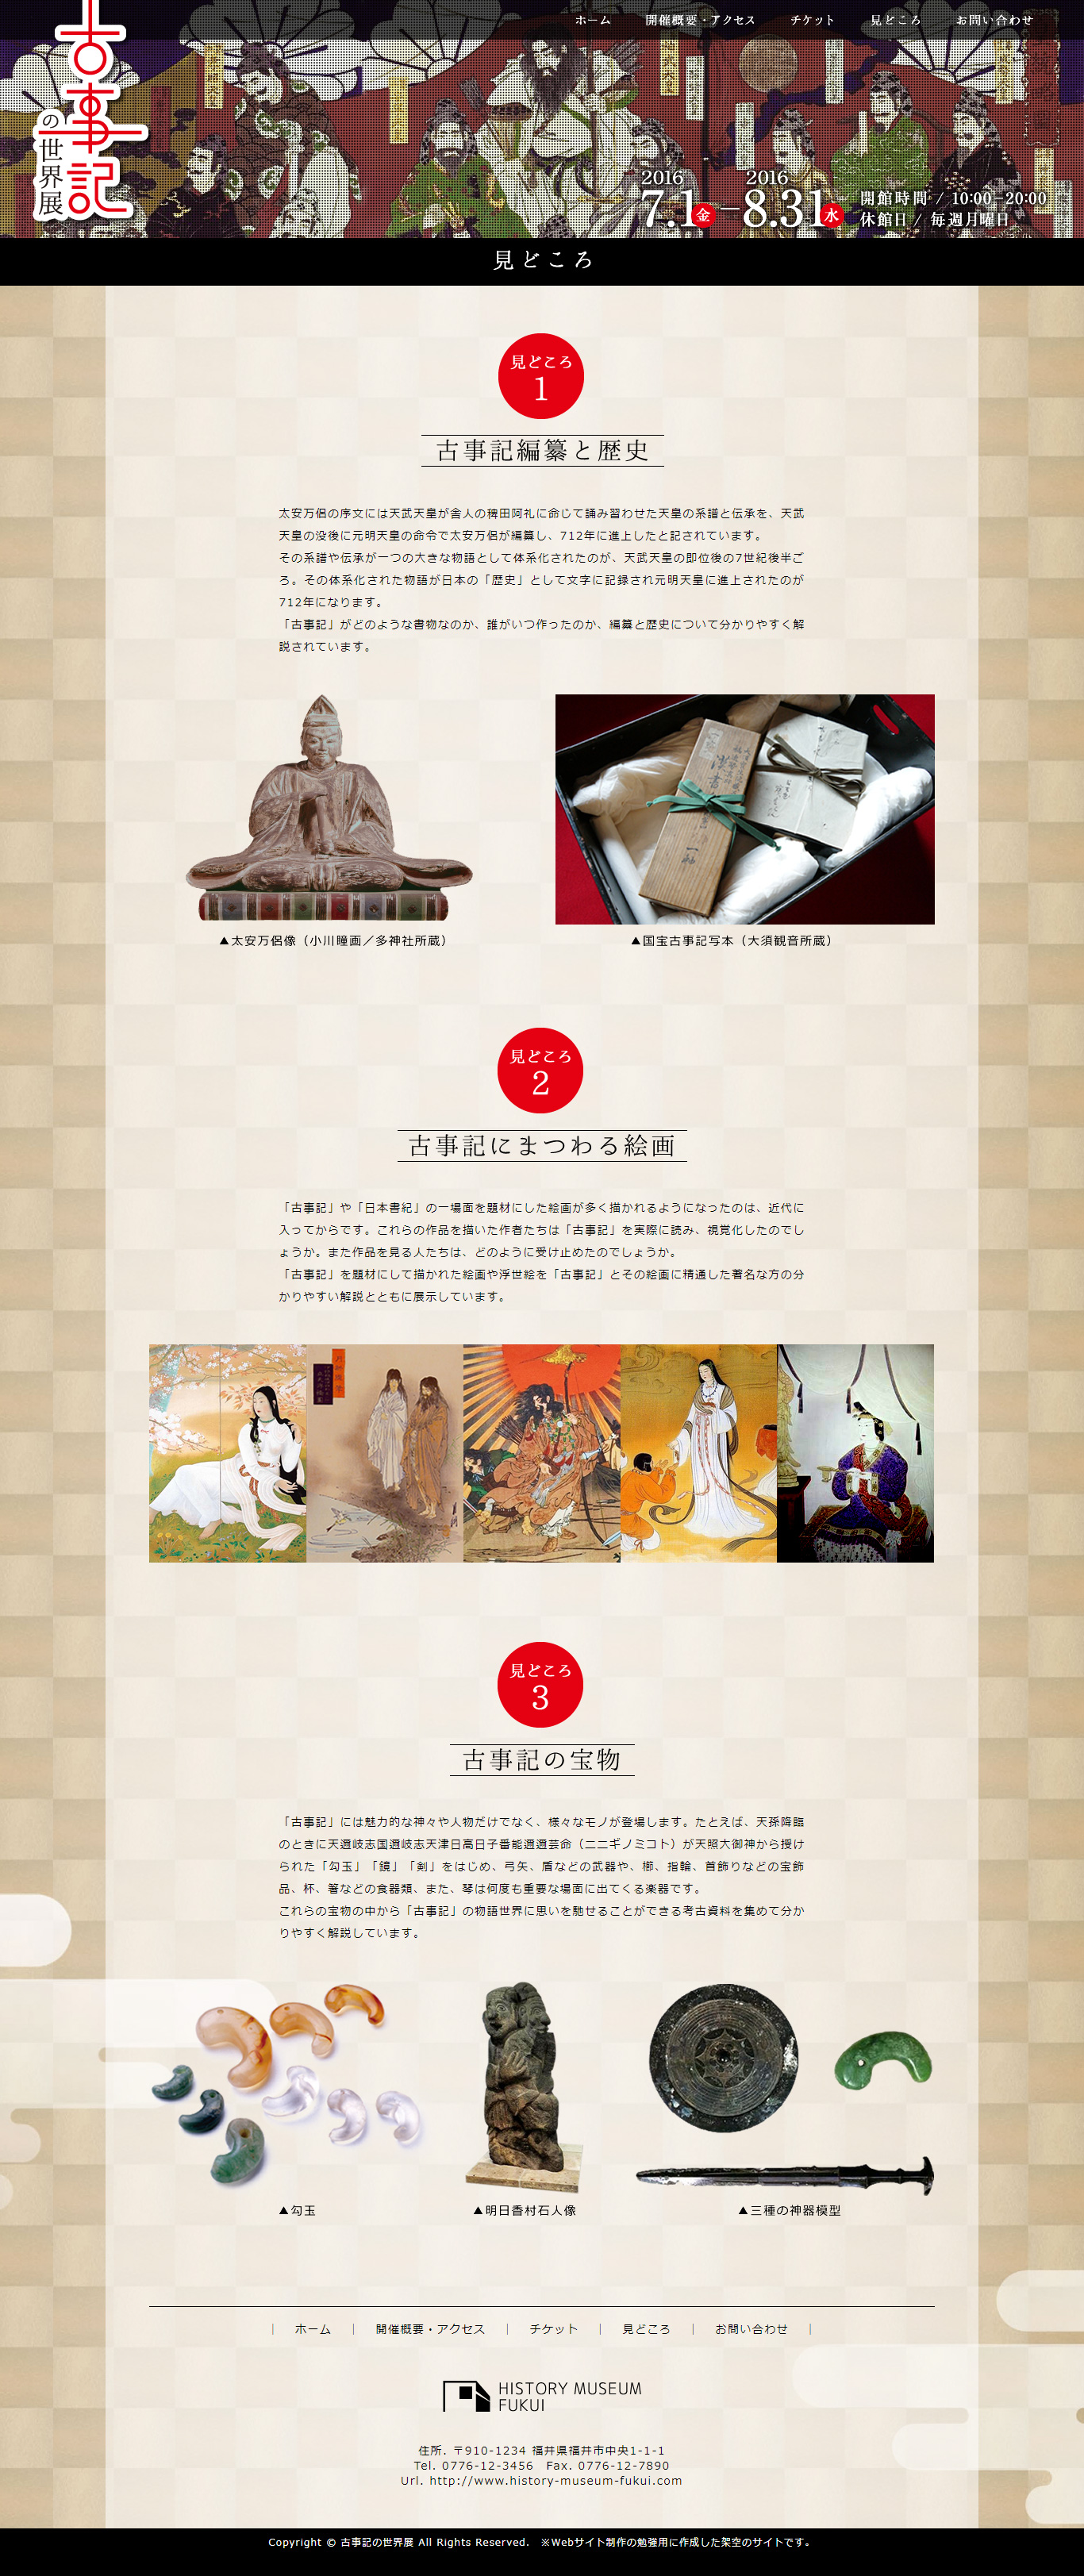 ホーム
開催概要・アクセス
チケット
見どころ
お問い合わせ
古事記
の世界展
2016
7.1金
—
2016
8.31水
開館時間 / 10:00–20:00
休館日 / 毎週月曜日
見どころ
見どころ
1
古事記編纂と歴史
太安万侶の序文には天武天皇が舎人の稗田阿礼に命じて誦み習わせた天皇の系譜と伝承を、天武
天皇の没後に元明天皇の命令で太安万侶が編纂し、712年に進上したと記されています。
その系譜や伝承が一つの大きな物語として体系化されたのが、天武天皇の即位後の7世紀後半ご
ろ。その体系化された物語が日本の「歴史」として文字に記録され元明天皇に進上されたのが
712年になります。
「古事記」がどのような書物なのか、誰がいつ作ったのか、編纂と歴史について分かりやすく解
説されています。
▲太安万侶像（小川瞳画／多神社所蔵）
▲国宝古事記写本（大須観音所蔵）
見どころ
2
古事記にまつわる絵画
「古事記」や「日本書紀」の一場面を題材にした絵画が多く描かれるようになったのは、近代に
入ってからです。これらの作品を描いた作者たちは「古事記」を実際に読み、視覚化したのでし
ょうか。また作品を見る人たちは、どのように受け止めたのでしょうか。
「古事記」を題材にして描かれた絵画や浮世絵を「古事記」とその絵画に精通した著名な方の分
かりやすい解説とともに展示しています。
見どころ
3
古事記の宝物
「古事記」には魅力的な神々や人物だけでなく、様々なモノが登場します。たとえば、天孫降臨
のときに天邇岐志国邇岐志天津日高日子番能邇邇芸命（ニニギノミコト）が天照大御神から授け
られた「勾玉」「鏡」「剣」をはじめ、弓矢、盾などの武器や、櫛、指輪、首飾りなどの宝飾
品、杯、箸などの食器類、また、琴は何度も重要な場面に出てくる楽器です。
これらの宝物の中から「古事記」の物語世界に思いを馳せることができる考古資料を集めて分か
りやすく解説しています。
▲勾玉
▲明日香村石人像
▲三種の神器模型
| ホーム | 開催概要・アクセス | チケット | 見どころ | お問い合わせ |
HISTORY MUSEUM
FUKUI
住所. 〒910-1234 福井県福井市中央1-1-1
Tel. 0776-12-3456 Fax. 0776-12-7890
Url. http://www.history-museum-fukui.com
Copyright © 古事記の世界展 All Rights Reserved. ※Webサイト制作の勉強用に作成した架空のサイトです。